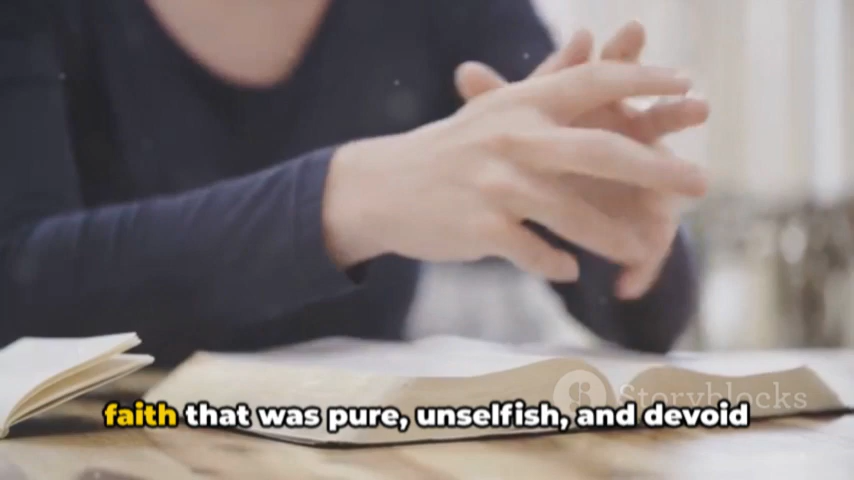 Storyblocks
faith that was pure, unselfish, and devoid